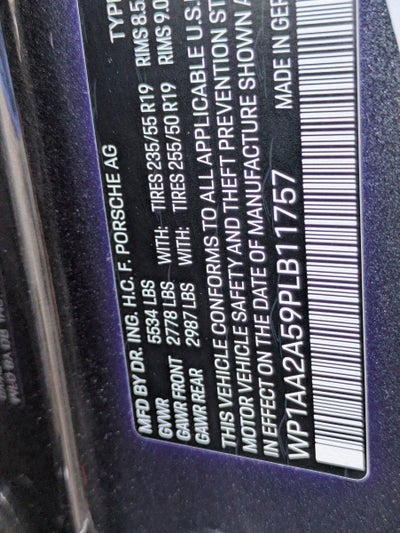 MFD BY DR. ING. H.C. F. PORSCHE AG TYPE
GVWR 5534 LBS
GAWR FRONT 2778 LBS WITH: TIRES 235/55 R19 RIMS 8.5
GAWR REAR 2987 LBS WITH: TIRES 255/50 R19 RIMS 9.0
THIS VEHICLE CONFORMS TO ALL APPLICABLE U.S.
MOTOR VEHICLE SAFETY AND THEFT PREVENTION ST
IN EFFECT ON THE DATE OF MANUFACTURE SHOWN A
WP1AA2A59PLB11757 MADE IN GER